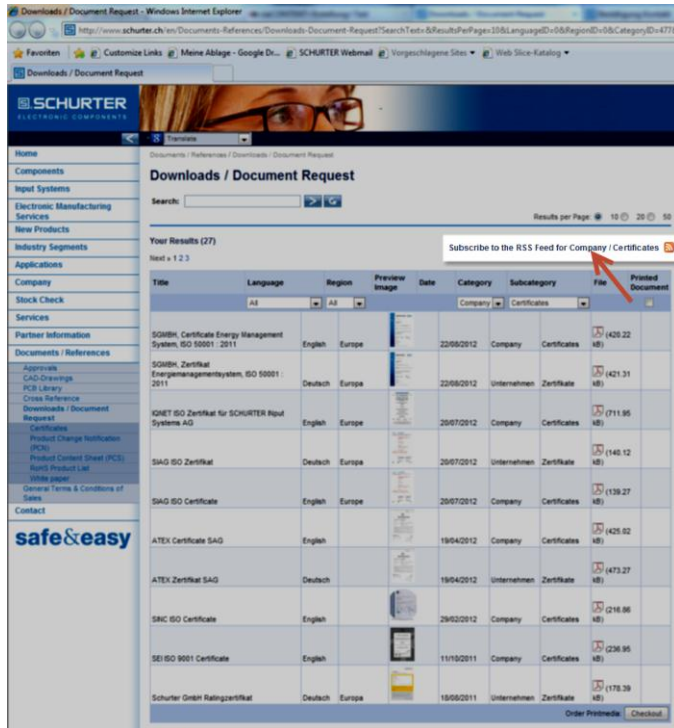 Downloads / Document Request - Windows Internet Explorer
http://www.schurter.ch/en/Documents-References/Downloads-Document-Request?SearchText=&ResultsPerPage=10&LanguageID=0&RegionID=0&CategoryID=477
Favoriten Customize Links Meine Ablage - Google Dr... SCHURTER Webmail Vorgeschlagene Sites Web Slice-Katalog
Downloads / Document Request
SCHURTER
ELECTRONIC COMPONENTS
Translate
Home
Components
Input Systems
Electronic Manufacturing
Services
New Products
Industry Segments
Applications
Company
Stock Check
Services
Partner Information
Documents / References
Approvals
CAD-Drawings
PCB Library
Cross Reference
Downloads / Document
Request
Certificates
Product Change Notification
(PCN)
Product Content Sheet (PCS)
RoHS Product List
White paper
General Terms & Conditions of
Sales
Contact
safe&easy
Documents / References / Downloads / Document Request
Downloads / Document Request
Search:
Results per Page: 10 20 50
Your Results (27)
Subscribe to the RSS Feed for Company / Certificates
Next » 1 2 3
Title Language Region Preview Image Date Category Subcategory File Printed Document
All All Company Certificates
SGMBH, Certificate Energy Management
System, ISO 50001 : 2011 English Europe 22/08/2012 Company Certificates (420.22 kB)
SGMBH, Zertifikat
Energiemanagementsystem, ISO 50001 :
2011 Deutsch Europa 22/08/2012 Unternehmen Zertifikate (421.31 kB)
IQNET ISO Zertifikat für SCHURTER INput
Systems AG English Europe 20/07/2012 Company Certificates (711.95 kB)
SIAG ISO Zertifikat Deutsch Europa 20/07/2012 Unternehmen Zertifikate (140.12 kB)
SIAG ISO Certificate English Europe 20/07/2012 Company Certificates (139.27 kB)
ATEX Certificate SAG English 19/04/2012 Company Certificates (425.02 kB)
ATEX Zertifikat SAG Deutsch 19/04/2012 Unternehmen Zertifikate (473.27 kB)
SINC ISO Certificate English 29/02/2012 Company Certificates (216.86 kB)
SEI ISO 9001 Certificate English 11/10/2011 Company Certificates (236.95 kB)
Schurter GmbH Ratingzertifikat Deutsch Europa 10/08/2011 Unternehmen Zertifikate (178.39 kB)
Order Printmedia: Checkout